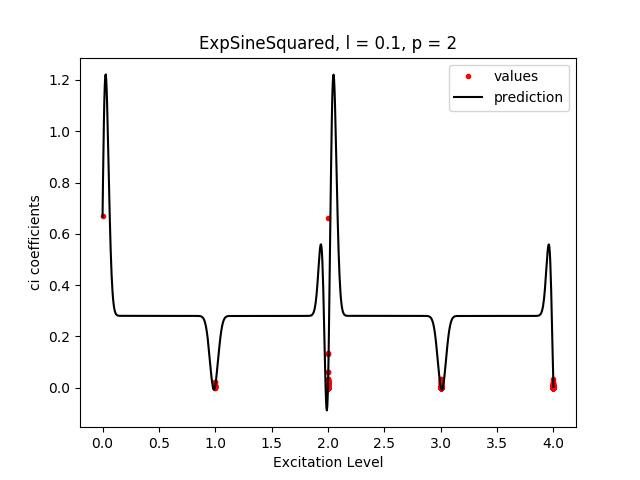 ExpSineSquared, l = 0.1, p = 2
values
prediction
1.2
1.0
0.8
0.6
0.4
0.2
0.0
ci coefficients
0.0 0.5 1.0 1.5 2.0 2.5 3.0 3.5 4.0
Excitation Level